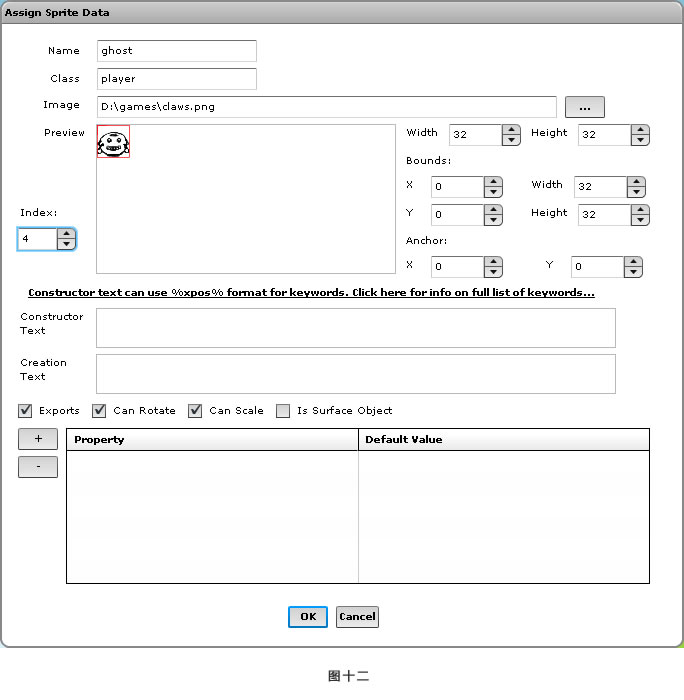 Assign Sprite Data
Name ghost
Class player
Image D:\games\claws.png ...
Preview Width 32 Height 32
Bounds:
X 0 Width 32
Index: Y 0 Height 32
4 Anchor:
X 0 Y 0
Constructor text can use %xpos% format for keywords. Click here for info on full list of keywords...
Constructor
Text
Creation
Text
Exports Can Rotate Can Scale Is Surface Object
+ Property Default Value
-
OK Cancel
图十二